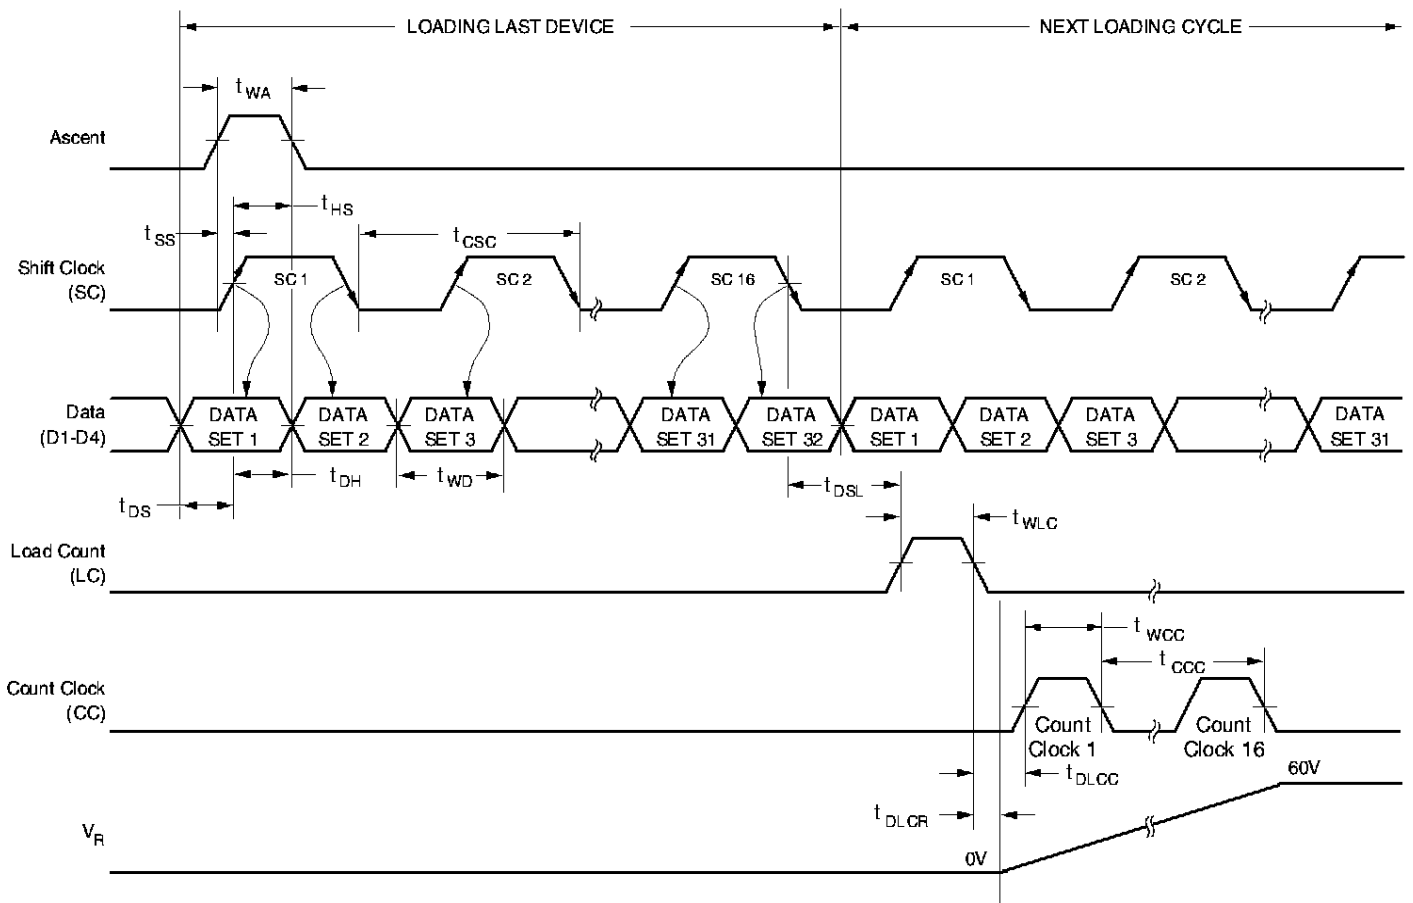 LOADING LAST DEVICE
NEXT LOADING CYCLE
t WA
Ascent
t HS
t SS
t CSC
Shift Clock
(SC)
SC 1
SC 2
SC 16
SC 1
SC 2
Data
(D1-D4)
DATA
SET 1
DATA
SET 2
DATA
SET 3
DATA
SET 31
DATA
SET 32
DATA
SET 1
DATA
SET 2
DATA
SET 3
DATA
SET 31
t DH
t WD
t DSL
t DS
t WLC
Load Count
(LC)
t WCC
t CCC
Count Clock
(CC)
Count
Clock 1
Count
Clock 16
t DLCC
60V
t DLCR
VR
0V